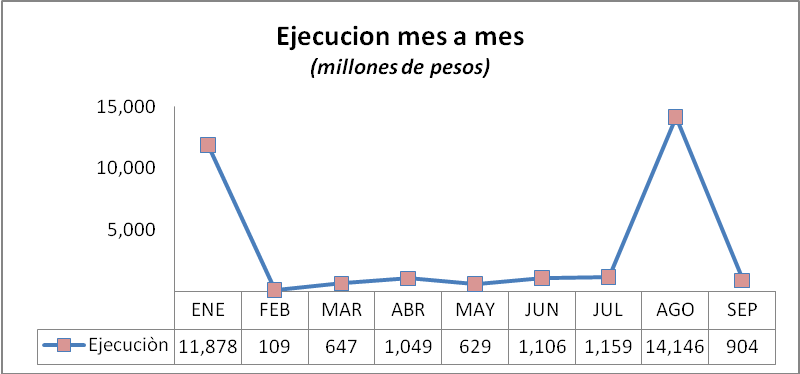 Ejecucion mes a mes
(millones de pesos)
15,000
10,000
5,000
ENE FEB MAR ABR MAY JUN JUL AGO SEP
Ejecuciòn 11,878 109 647 1,049 629 1,106 1,159 14,146 904